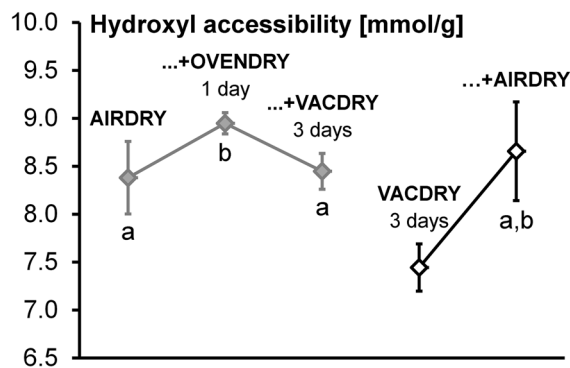 Hydroxyl accessibility [mmol/g]
10.0
9.5
9.0
8.5
8.0
7.5
7.0
6.5
AIRDRY
a
...+OVENDRY
1 day
b
...+VACDRY
3 days
a
VACDRY
3 days
...+AIRDRY
a,b